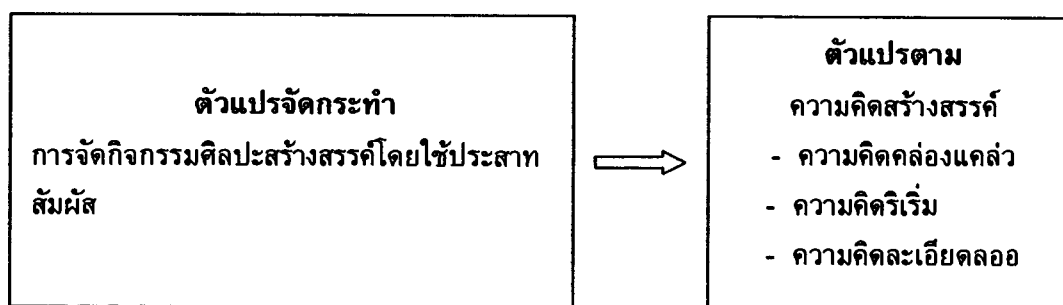 ตัวแปรจัดกระทำ
การจัดกิจกรรมศิลปะสร้างสรรค์โดยใช้ประสาท
สัมผัส
ตัวแปรตาม
ความคิดสร้างสรรค์
- ความคิดคล่องแคล่ว
- ความคิดริเริ่ม
- ความคิดละเอียดลออ